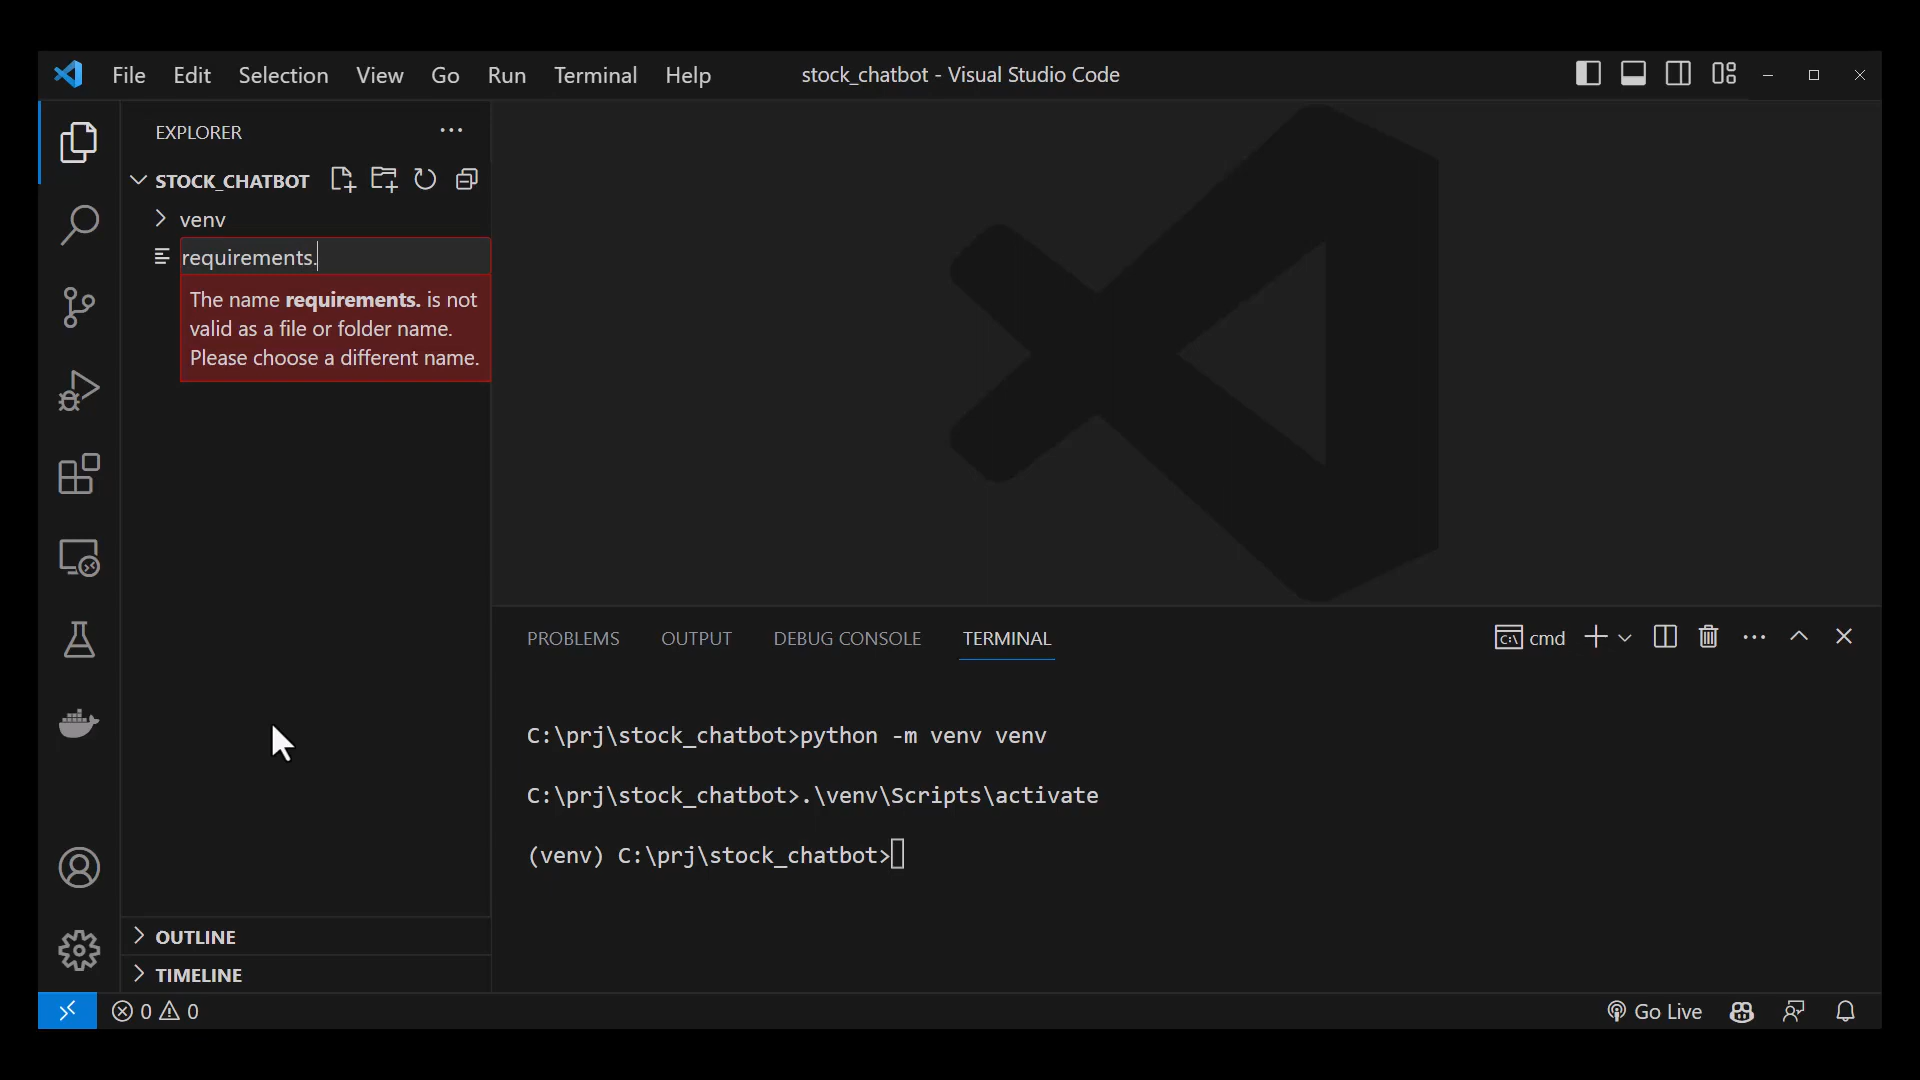 File Edit Selection View Go Run Terminal Help stock_chatbot - Visual Studio Code
EXPLORER
STOCK_CHATBOT
venv
requirements.
The name requirements. is not
valid as a file or folder name.
Please choose a different name.
OUTLINE
TIMELINE
PROBLEMS OUTPUT DEBUG CONSOLE TERMINAL
cmd
C:\prj\stock_chatbot>python -m venv venv
C:\prj\stock_chatbot>.\venv\Scripts\activate
(venv) C:\prj\stock_chatbot>
0 0
Go Live